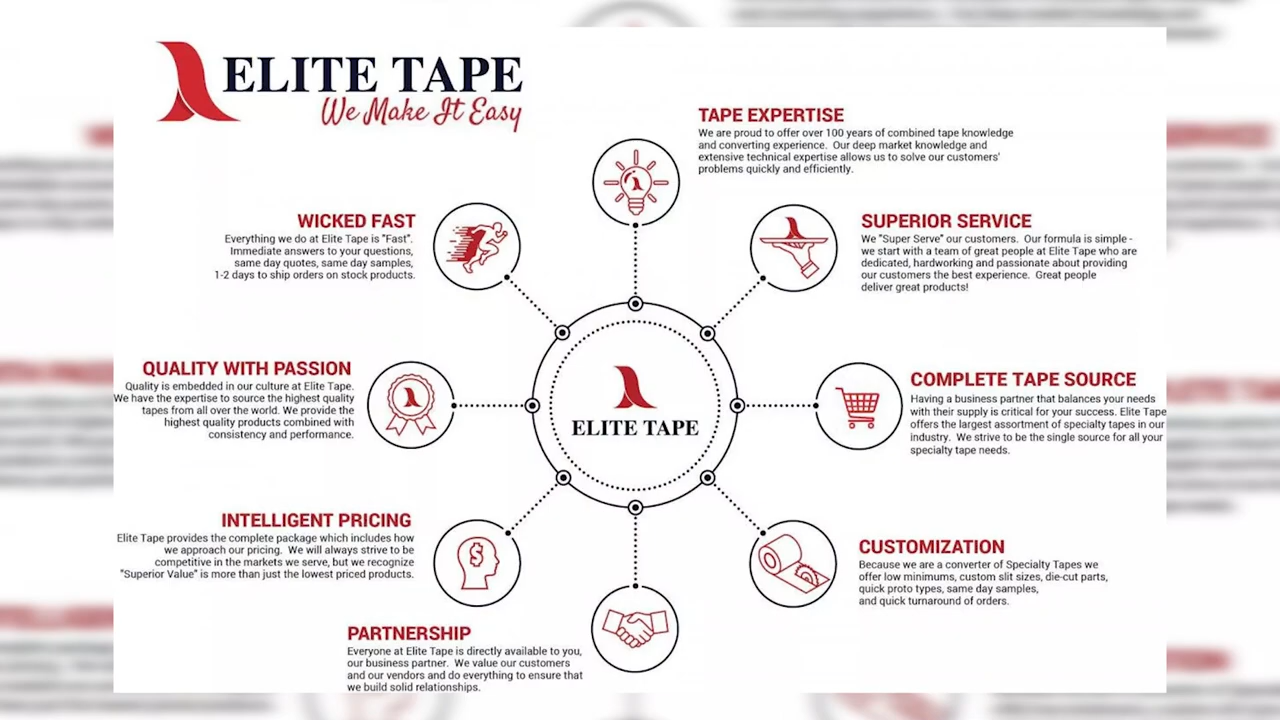 ELITE TAPE
We Make It Easy
TAPE EXPERTISE
We are proud to offer over 100 years of combined tape knowledge
and converting experience. Our deep market knowledge and
extensive technical expertise allows us to solve our customers'
problems quickly and efficiently.
WICKED FAST
Everything we do at Elite Tape is "Fast".
Immediate answers to your questions,
same day quotes, same day samples,
1-2 days to ship orders on stock products.
SUPERIOR SERVICE
We "Super Serve" our customers. Our formula is simple -
we start with a team of great people at Elite Tape who are
dedicated, hardworking and passionate about providing
our customers the best experience. Great people
deliver great products!
QUALITY WITH PASSION
Quality is embedded in our culture at Elite Tape.
We have the expertise to source the highest quality
tapes from all over the world. We provide the
highest quality products combined with
consistency and performance.
COMPLETE TAPE SOURCE
Having a business partner that balances your needs
with their supply is critical for your success. Elite Tape
offers the largest assortment of specialty tapes in our
industry. We strive to be the single source for all your
specialty tape needs.
ELITE TAPE
INTELLIGENT PRICING
Elite Tape provides the complete package which includes how
we approach our pricing. We will always strive to be
competitive in the markets we serve, but we recognize
"Superior Value" is more than just the lowest priced products.
$
CUSTOMIZATION
Because we are a converter of Specialty Tapes we
offer low minimums, custom slit sizes, die-cut parts,
quick proto types, same day samples,
and quick turnaround of orders.
PARTNERSHIP
Everyone at Elite Tape is directly available to you,
our business partner. We value our customers
and our vendors and do everything to ensure that
we build solid relationships.